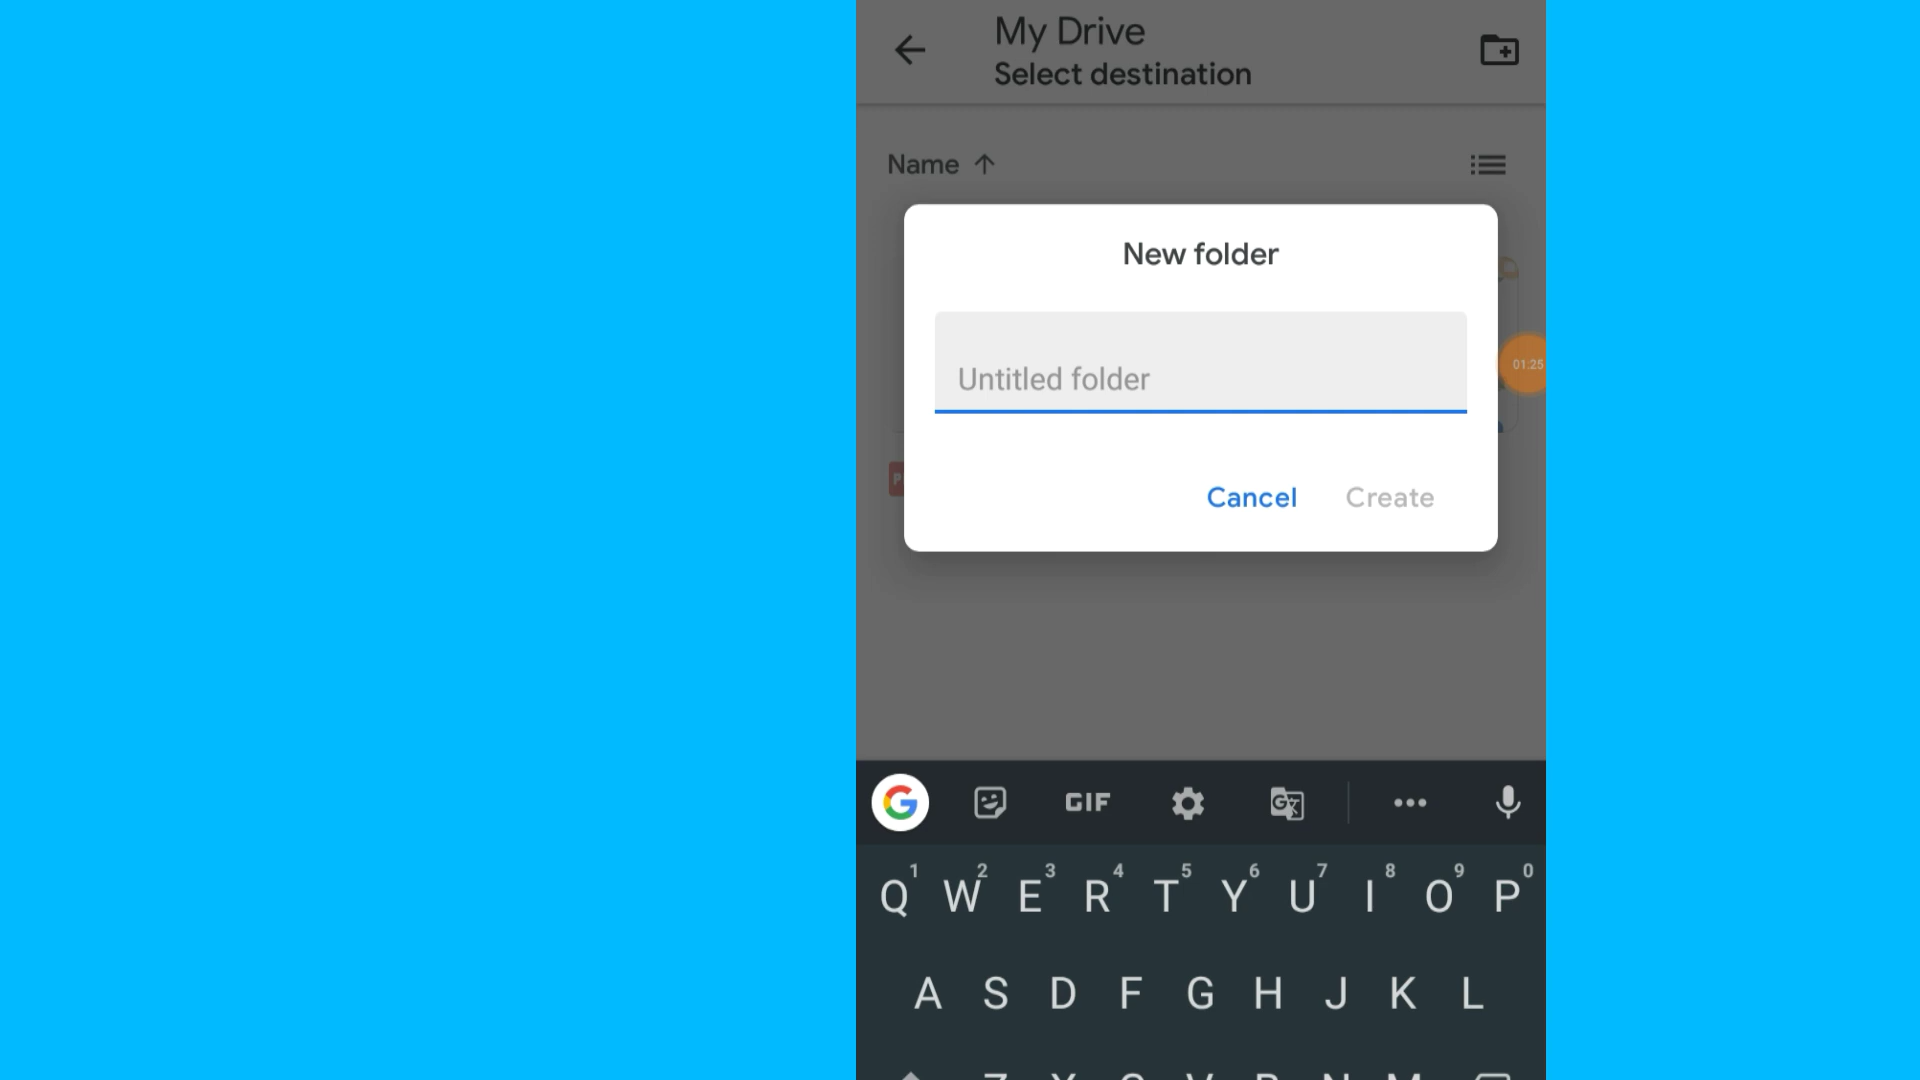 My Drive
Select destination
Name
New folder
Untitled folder
01:25
Cancel Create
GIF
1 2 3 4 5 6 7 8 9 0
Q W E R T Y U I O P
A S D F G H J K L